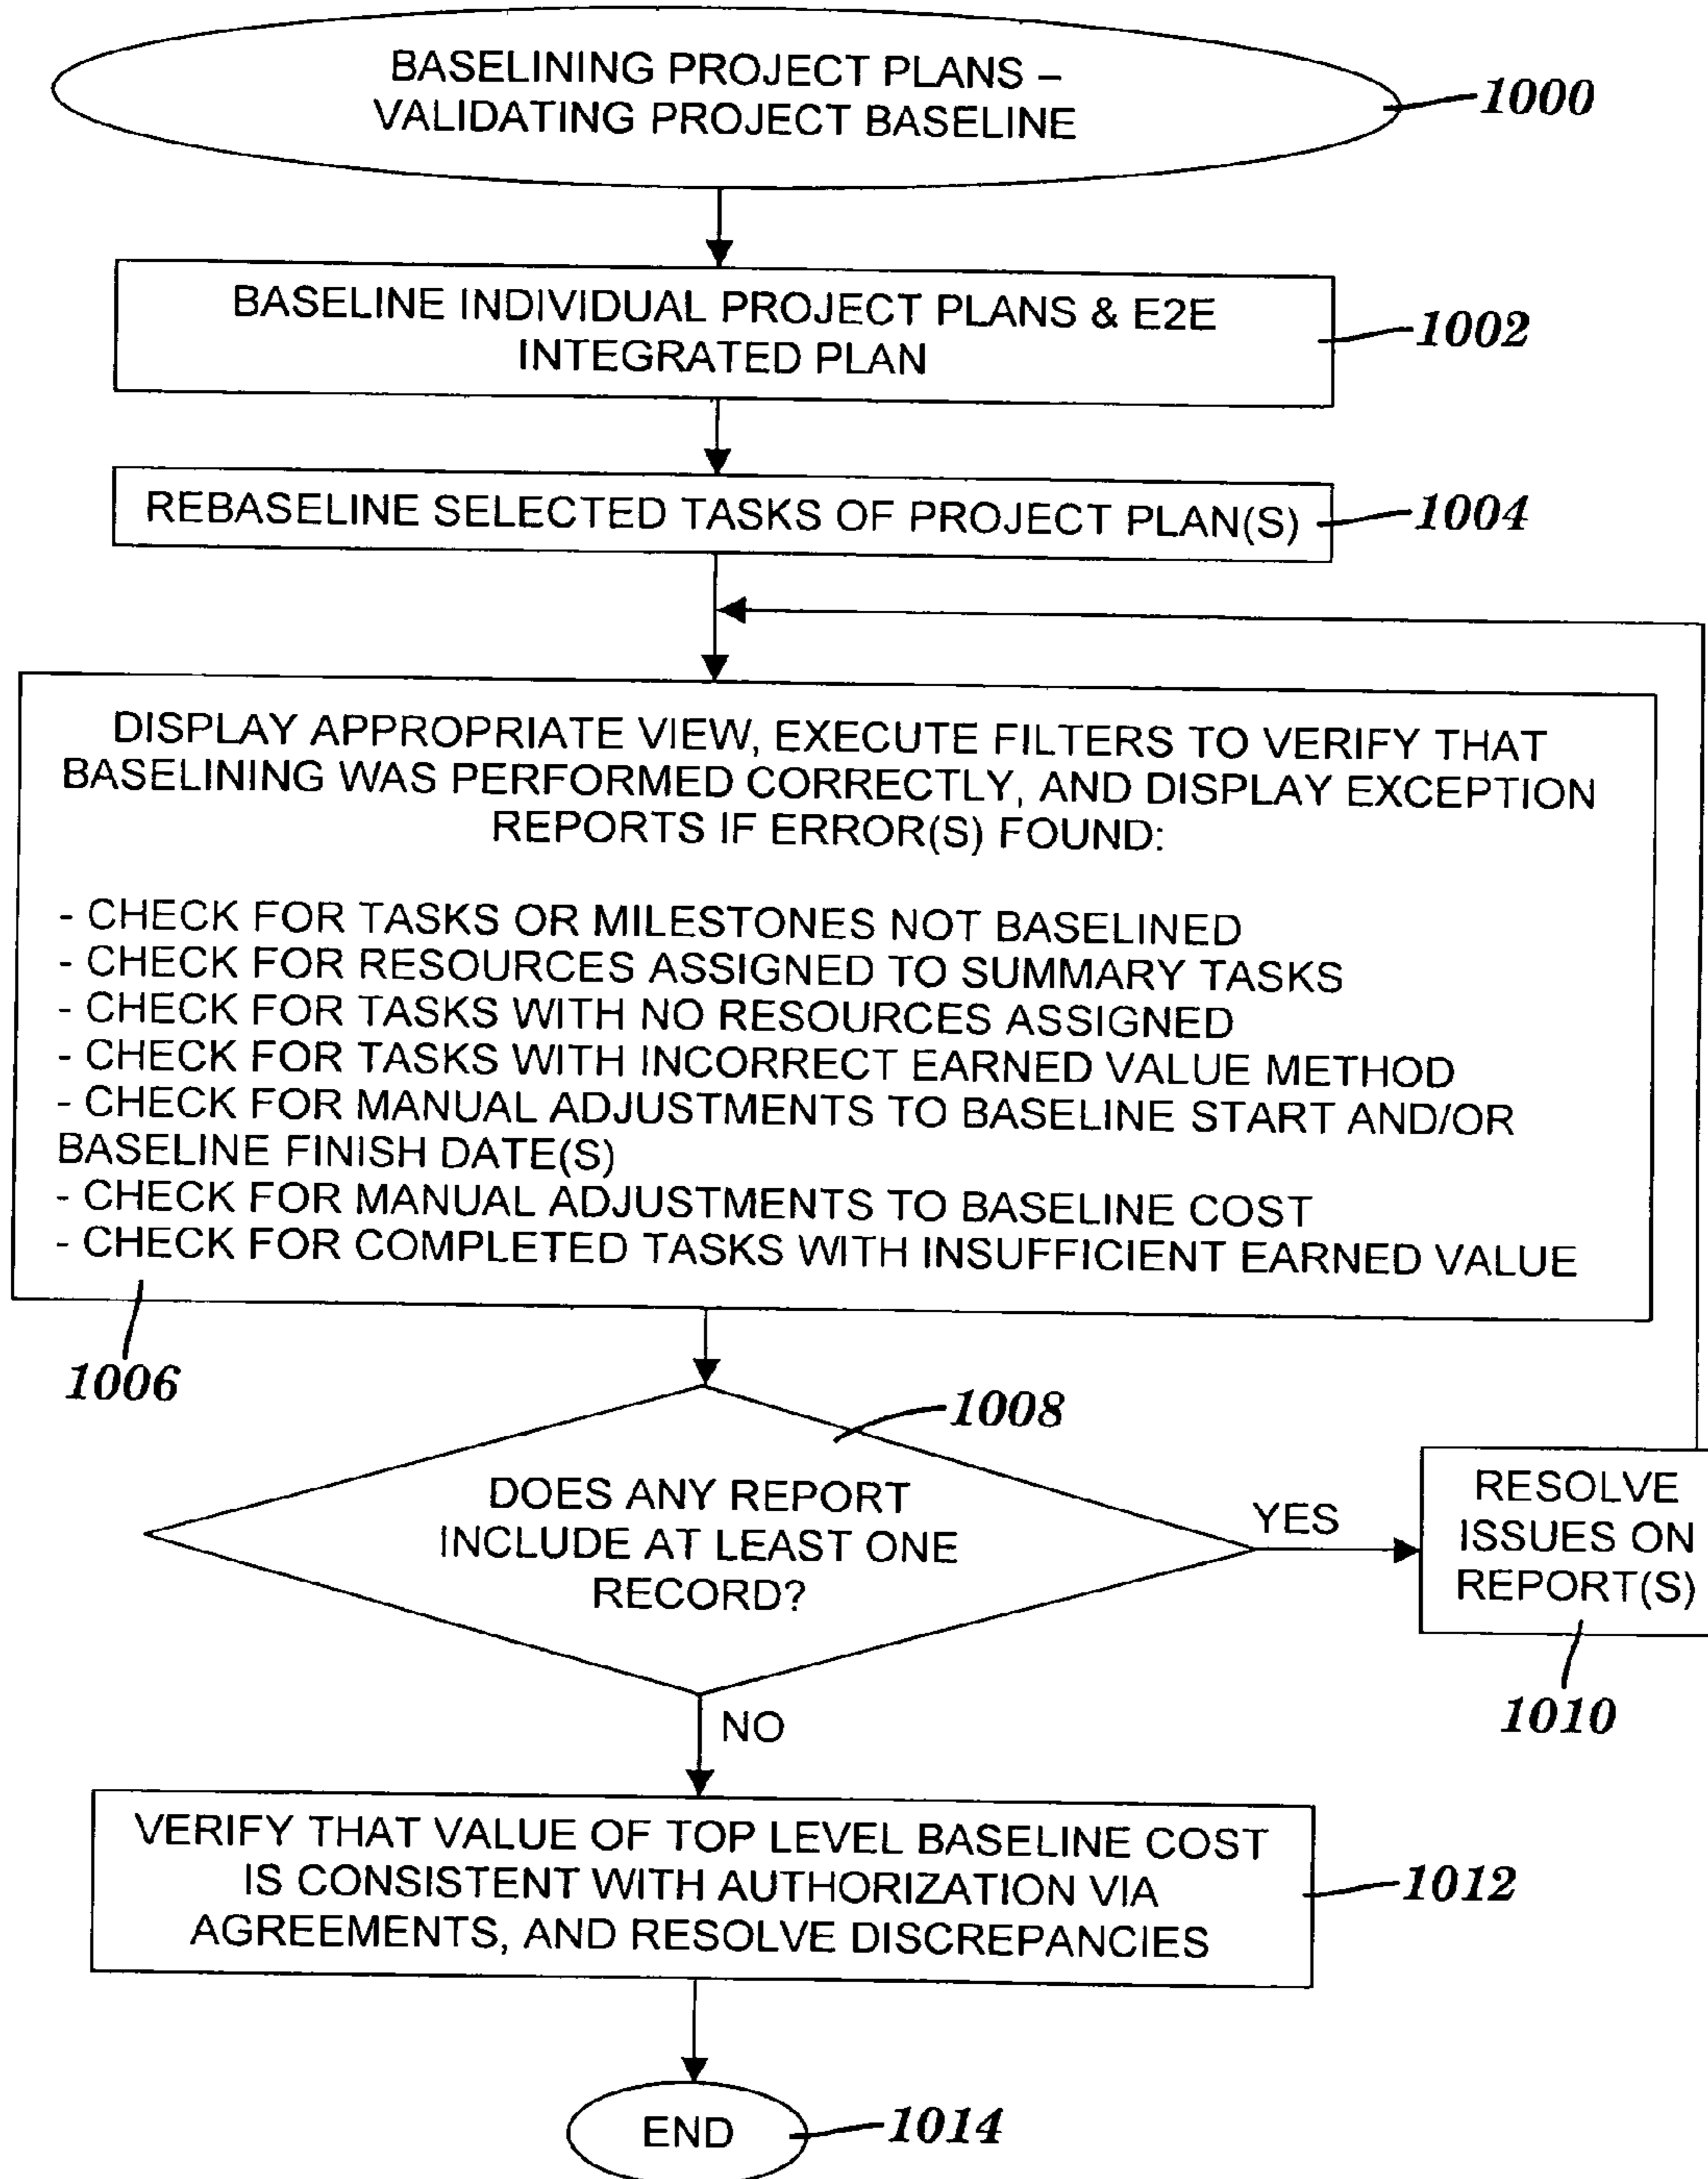 BASELINING PROJECT PLANS –
VALIDATING PROJECT BASELINE
1000
BASELINE INDIVIDUAL PROJECT PLANS & E2E
INTEGRATED PLAN
1002
REBASELINE SELECTED TASKS OF PROJECT PLAN(S)
1004
DISPLAY APPROPRIATE VIEW, EXECUTE FILTERS TO VERIFY THAT
BASELINING WAS PERFORMED CORRECTLY, AND DISPLAY EXCEPTION
REPORTS IF ERROR(S) FOUND:
- CHECK FOR TASKS OR MILESTONES NOT BASELINED
- CHECK FOR RESOURCES ASSIGNED TO SUMMARY TASKS
- CHECK FOR TASKS WITH NO RESOURCES ASSIGNED
- CHECK FOR TASKS WITH INCORRECT EARNED VALUE METHOD
- CHECK FOR MANUAL ADJUSTMENTS TO BASELINE START AND/OR
BASELINE FINISH DATE(S)
- CHECK FOR MANUAL ADJUSTMENTS TO BASELINE COST
- CHECK FOR COMPLETED TASKS WITH INSUFFICIENT EARNED VALUE
1006
1008
DOES ANY REPORT
INCLUDE AT LEAST ONE
RECORD?
YES
RESOLVE
ISSUES ON
REPORT(S)
1010
NO
VERIFY THAT VALUE OF TOP LEVEL BASELINE COST
IS CONSISTENT WITH AUTHORIZATION VIA
AGREEMENTS, AND RESOLVE DISCREPANCIES
1012
END
1014